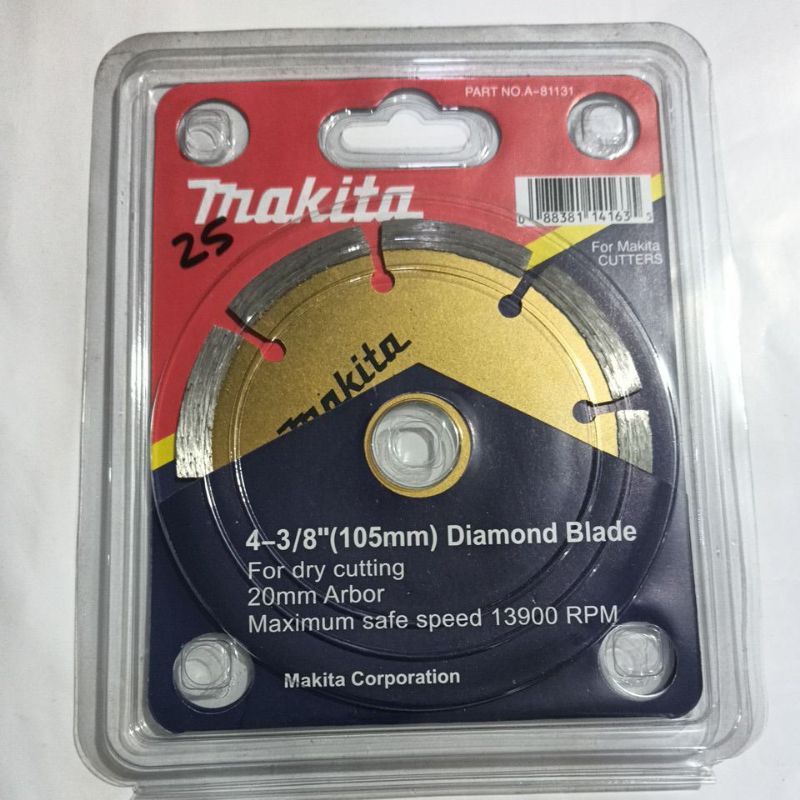 PART NO.A-81131
makita
25
0 88381 14163 5
For Makita
CUTTERS
makita
4-3/8"(105mm) Diamond Blade
For dry cutting
20mm Arbor
Maximum safe speed 13900 RPM
Makita Corporation